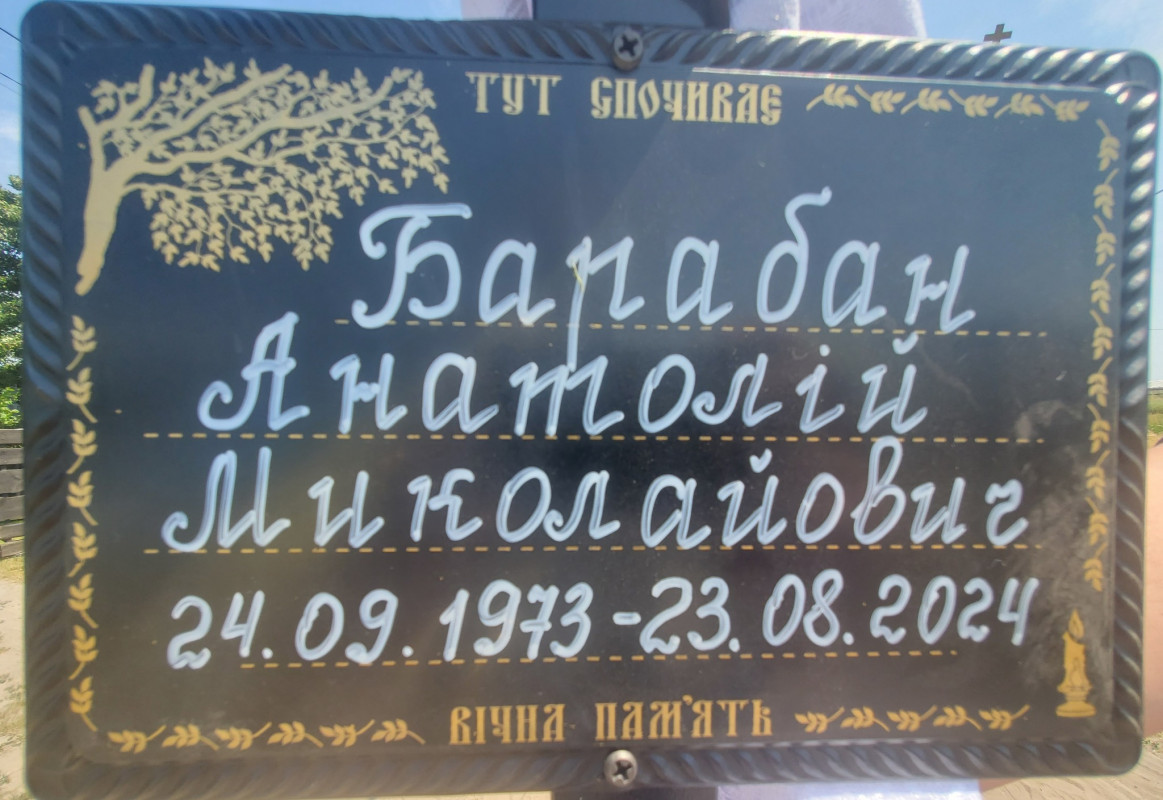 ТУТ СПОЧИВАЄ
Барабан
Анатолій
Миколайович
24.09.1973-23.08.2024
ВІЧНА ПАМ'ЯТЬ